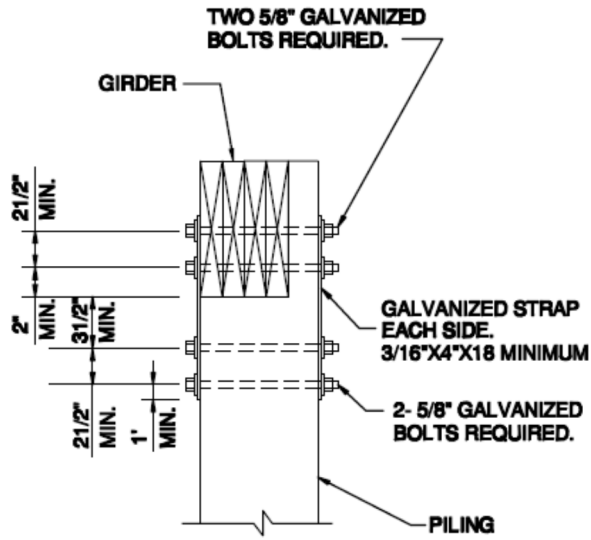 TWO 5/8" GALVANIZED
BOLTS REQUIRED.
GIRDER
21/2"
MIN.
2"
MIN.
31/2"
MIN.
21/2"
MIN.
1'
MIN.
GALVANIZED STRAP
EACH SIDE.
3/16"X4"X18 MINIMUM
2- 5/8" GALVANIZED
BOLTS REQUIRED.
PILING